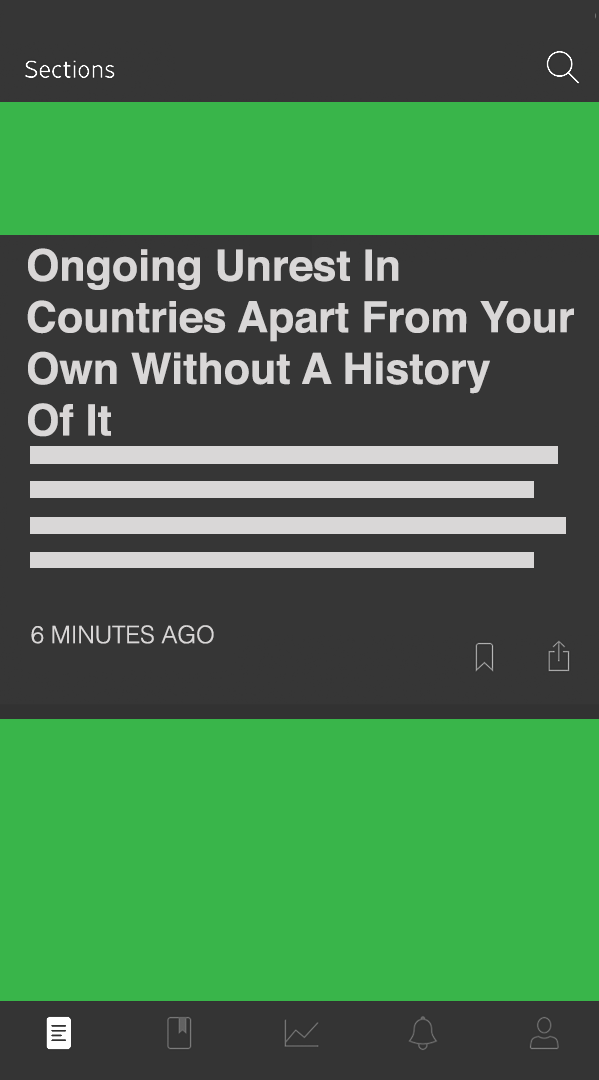 Sections
Ongoing Unrest In
Countries Apart From Your
Own Without A History
Of It
6 MINUTES AGO